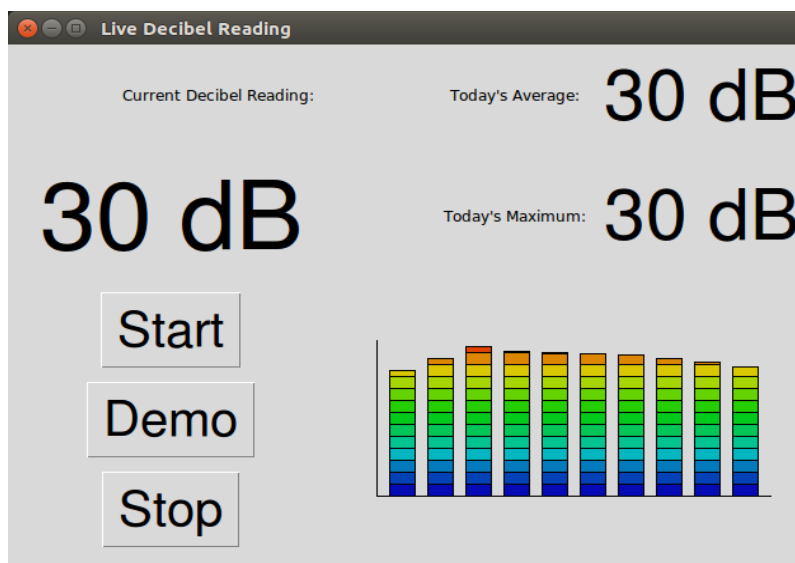 Live Decibel Reading
Current Decibel Reading:
30 dB
Today's Average: 30 dB
Today's Maximum: 30 dB
Start
Demo
Stop